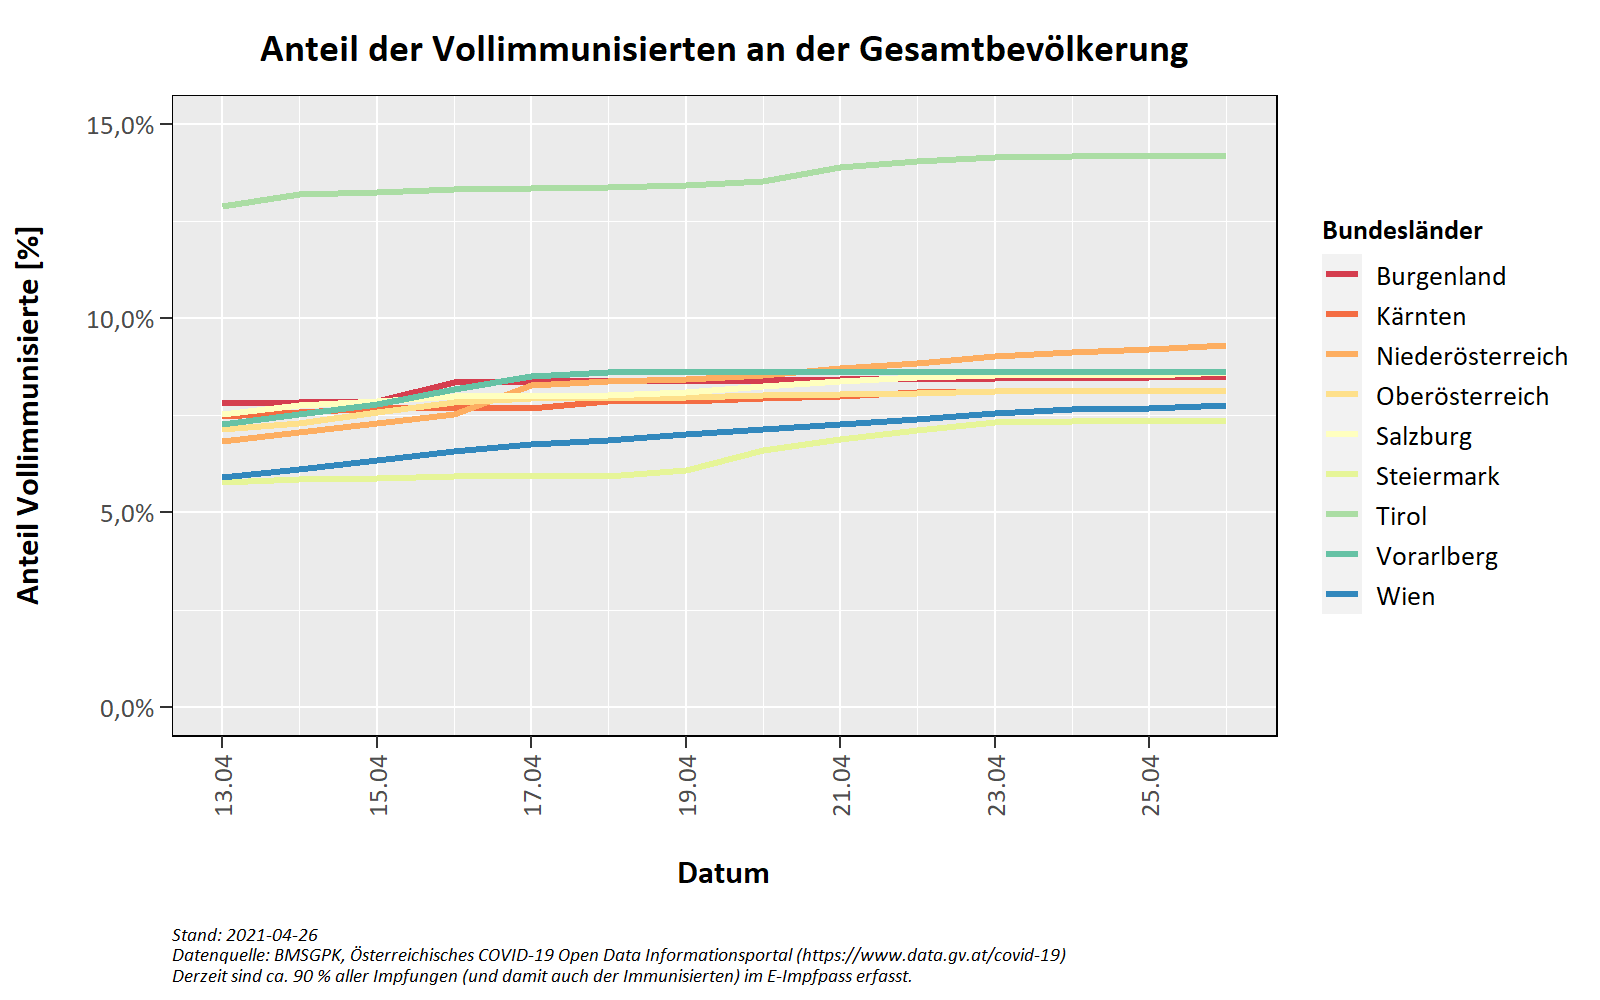 Anteil der Vollimmunisierten an der Gesamtbevölkerung
Anteil Vollimmunisierte [%]
15,0%
10,0%
5,0%
0,0%
13.04
15.04
17.04
19.04
21.04
23.04
25.04
Datum
Bundesländer
Burgenland
Kärnten
Niederösterreich
Oberösterreich
Salzburg
Steiermark
Tirol
Vorarlberg
Wien
Stand: 2021-04-26
Datenquelle: BMSGPK, Österreichisches COVID-19 Open Data Informationsportal (https://www.data.gv.at/covid-19)
Derzeit sind ca. 90 % aller Impfungen (und damit auch der Immunisierten) im E-Impfpass erfasst.